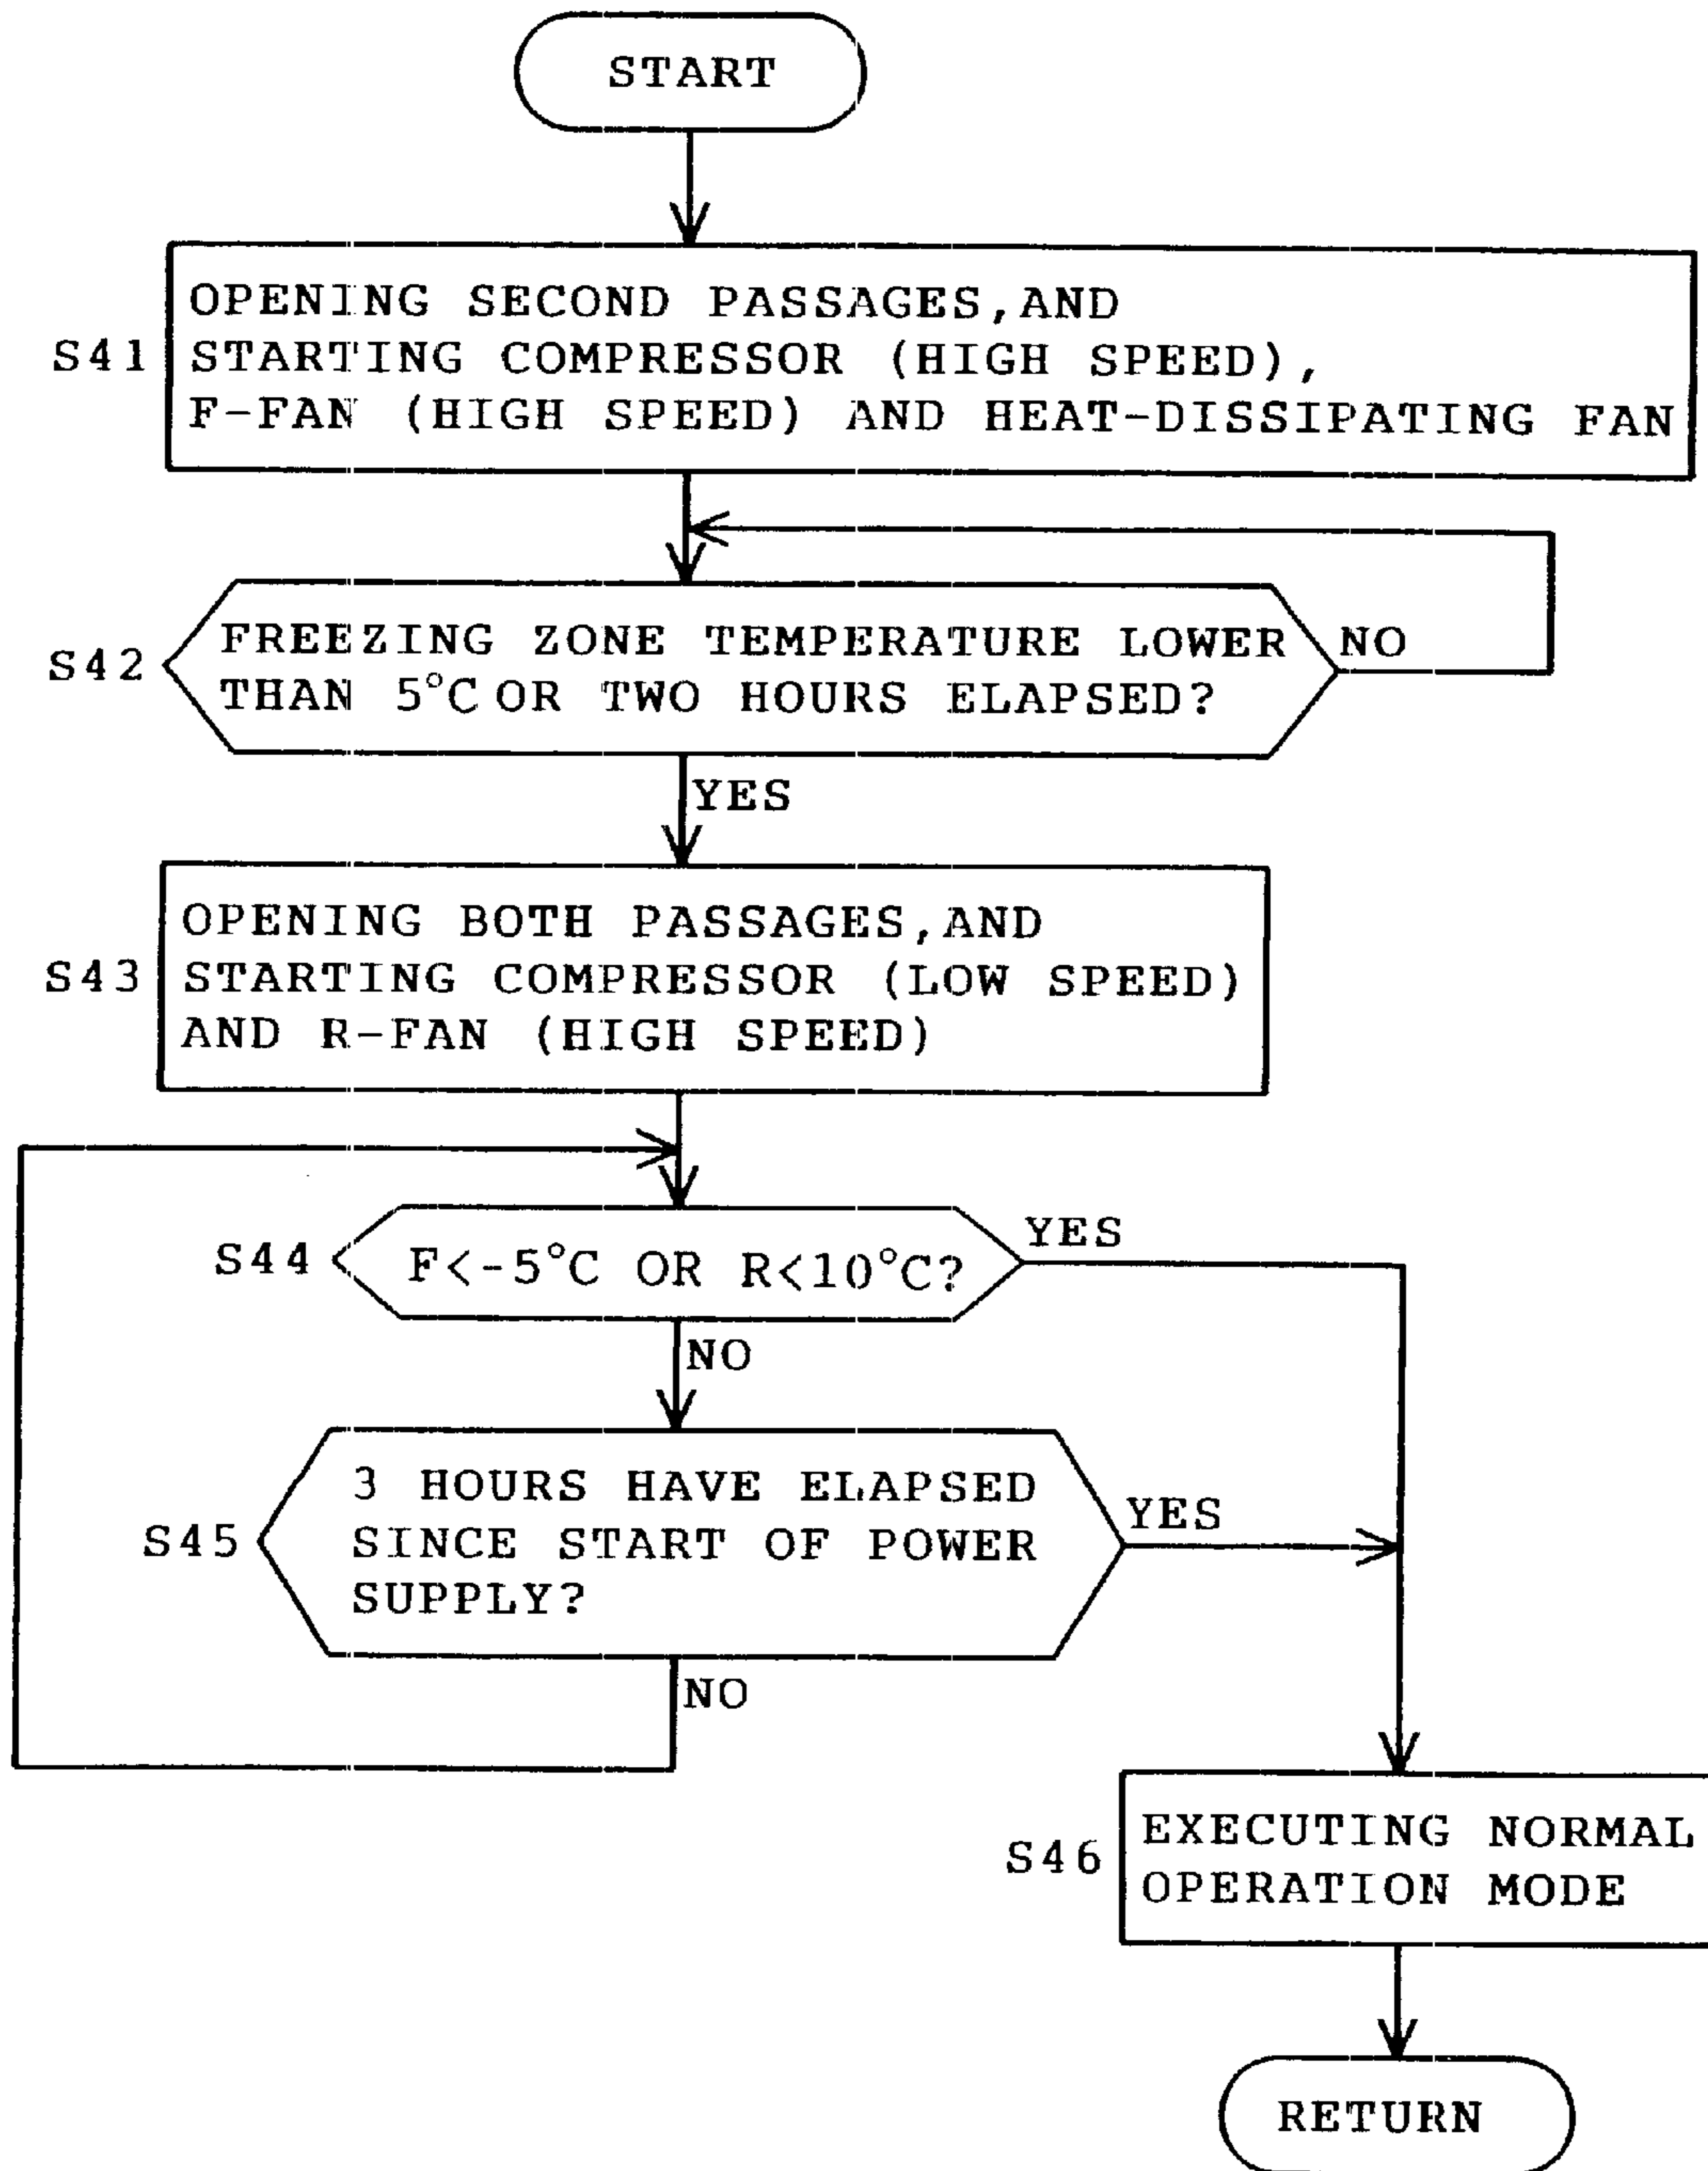 START
S41
OPENING SECOND PASSAGES,AND
STARTING COMPRESSOR (HIGH SPEED),
F-FAN (HIGH SPEED) AND HEAT-DISSIPATING FAN
S42
FREEZING ZONE TEMPERATURE LOWER
THAN 5°C OR TWO HOURS ELAPSED?
NO
YES
S43
OPENING BOTH PASSAGES,AND
STARTING COMPRESSOR (LOW SPEED)
AND R-FAN (HIGH SPEED)
S44
F<-5°C OR R<10°C?
YES
NO
S45
3 HOURS HAVE ELAPSED
SINCE START OF POWER
SUPPLY?
YES
NO
S46
EXECUTING NORMAL
OPERATION MODE
RETURN